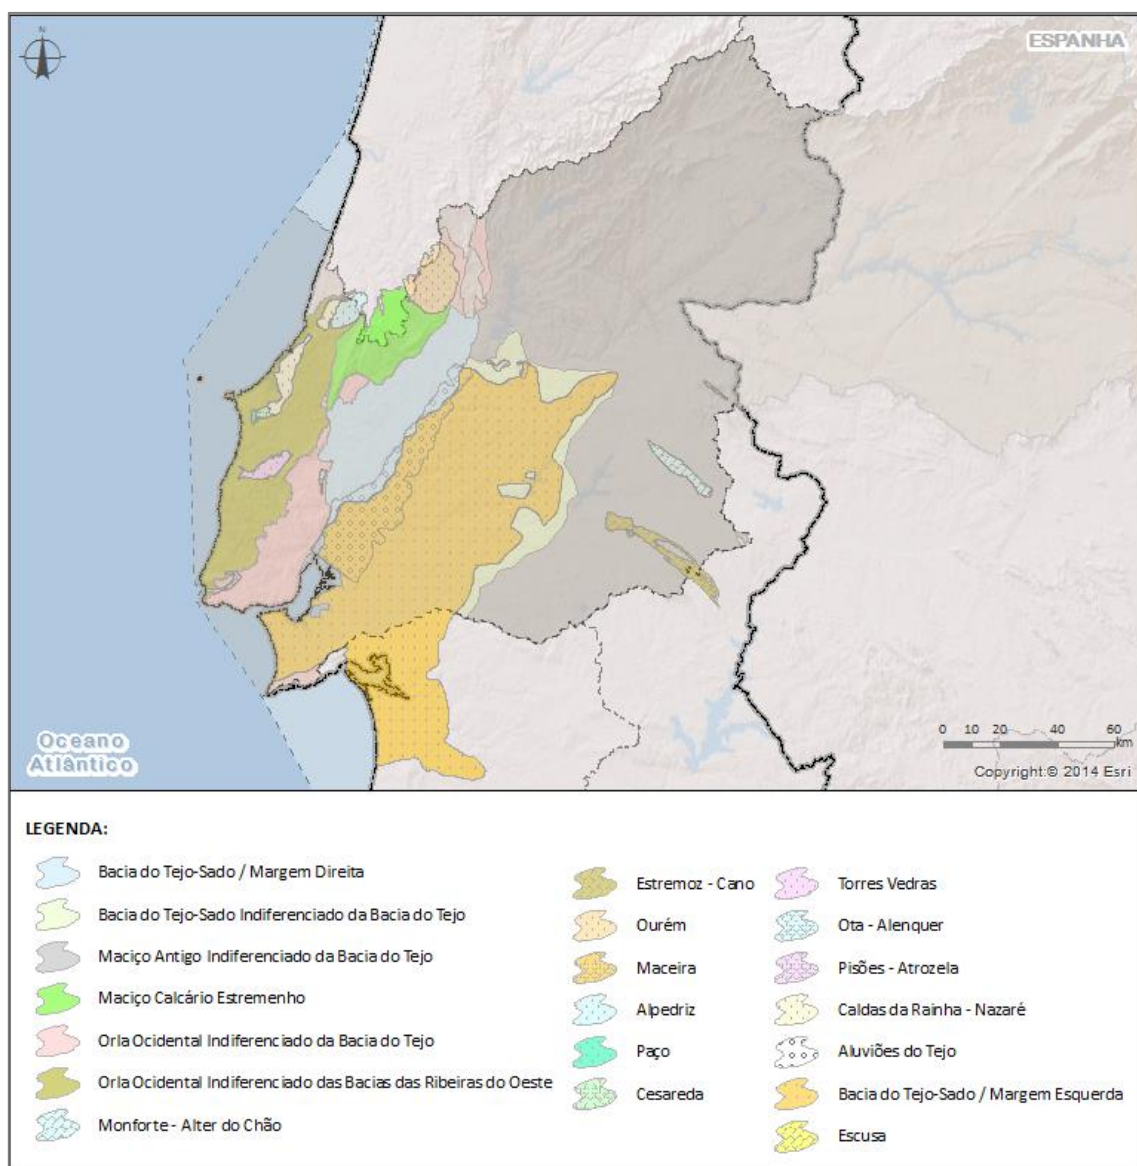 N
ESPANHA
Oceano
Atlântico
0 10 20 40 60
km
Copyright:© 2014 Esri
LEGENDA:
Bacia do Tejo-Sado / Margem Direita
Bacia do Tejo-Sado Indiferenciado da Bacia do Tejo
Maciço Antigo Indiferenciado da Bacia do Tejo
Maciço Calcário Estremenho
Orla Ocidental Indiferenciado da Bacia do Tejo
Orla Ocidental Indiferenciado das Bacias das Ribeiras do Oeste
Monforte - Alter do Chão
Estremoz - Cano
Ourém
Maceira
Alpedriz
Paço
Cesareda
Torres Vedras
Ota - Alenquer
Pisões - Atrozela
Caldas da Rainha - Nazaré
Aluviões do Tejo
Bacia do Tejo-Sado / Margem Esquerda
Escusa